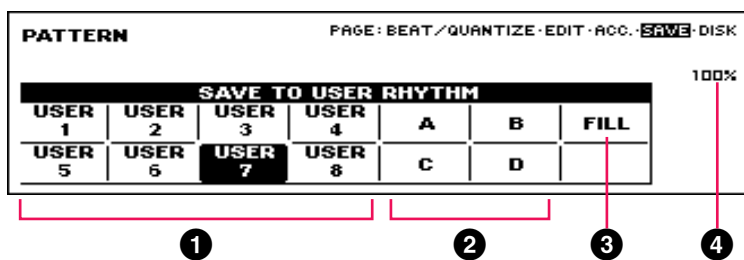 PATTERN
PAGE: BEAT/QUANTIZE·EDIT·ACC.·SAVE·DISK
100%
SAVE TO USER RHYTHM
USER 1 USER 2 USER 3 USER 4 A B FILL
USER 5 USER 6 USER 7 USER 8 C D
1 2 3 4